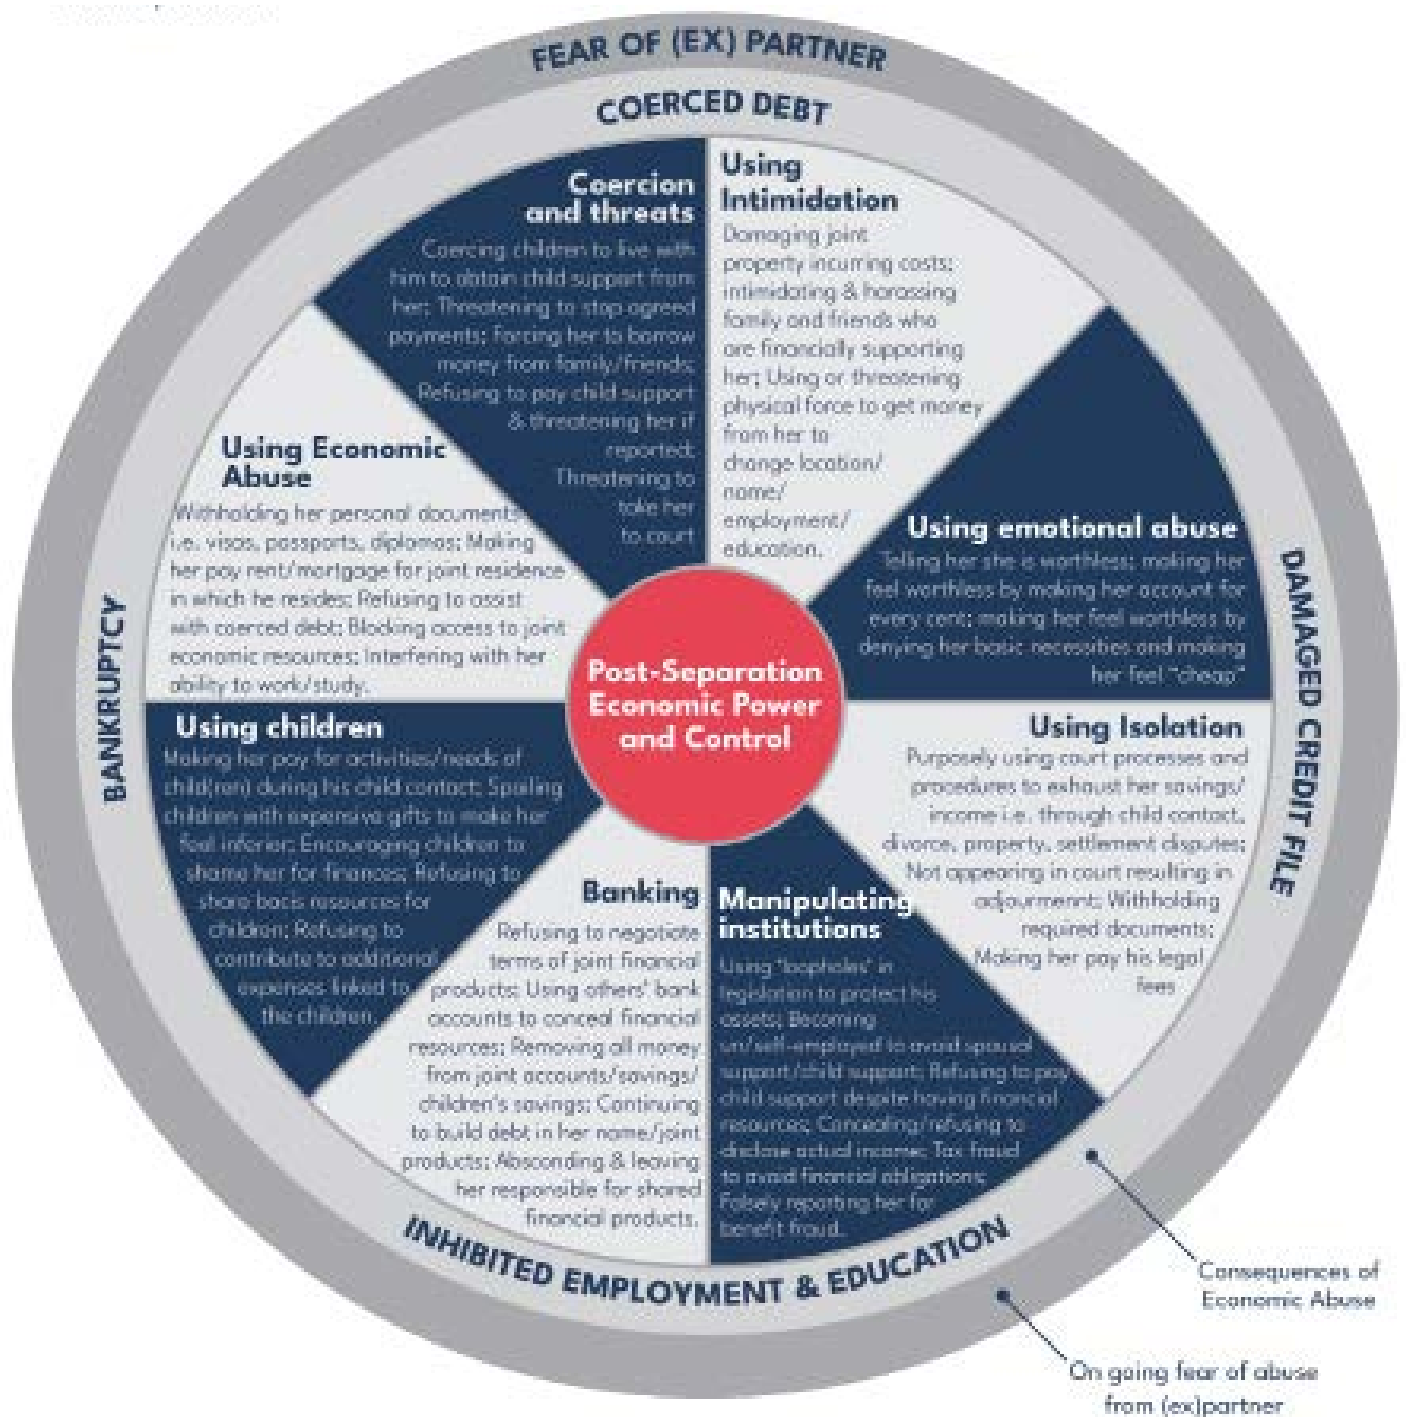 FEAR OF (EX) PARTNER
COERCED DEBT
Coercion
and threats
Coercing children to live with
him to obtain child support from
her; Threatening to stop agreed
payments; Forcing her to borrow
money from family/friends;
Refusing to pay child support
& threatening her if
reported;
Threatening to
take her
to court
Using
Intimidation
Damaging joint
property incurring costs;
intimidating & harassing
family and friends who
are financially supporting
her; Using or threatening
physical force to get money
from her to
change location/
name/
employment/
education.
Using emotional abuse
Telling her she is worthless; making her
feel worthless by making her account for
every cent; making her feel worthless by
denying her basic necessities and making
her feel "cheap"
DAMAGED CREDIT FILE
Using Isolation
Purposely using court processes and
procedures to exhaust her savings/
income i.e. through child contact,
divorce, property, settlement disputes;
Not appearing in court resulting in
adjourmennt; Withholding
required documents;
Making her pay his legal
fees
Manipulating
institutions
Using "loopholes" in
legislation to protect his
assets; Becoming
un/self-employed to avoid spousal
support/child support; Refusing to pay
child support despite having financial
resources; Concealing/refusing to
disclose actual income; Tax fraud
to avoid financial obligations;
Falsely reporting her for
benefit fraud.
Banking
Refusing to negotiate
terms of joint financial
products; Using others' bank
accounts to conceal financial
resources; Removing all money
from joint accounts/savings/
children's savings; Continuing
to build debt in her name/joint
products; Absconding & leaving
her responsible for shared
financial products.
Using children
Making her pay for activities/needs of
child(ren) during his child contact; Spoiling
children with expensive gifts to make her
feel inferior; Encouraging children to
shame her for finances; Refusing to
share basis resources for
children; Refusing to
contribute to additional
expenses linked to
the children.
Using Economic
Abuse
Withholding her personal documents
i.e. visas, passports, diplomas; Making
her pay rent/mortgage for joint residence
in which he resides; Refusing to assist
with coerced debt; Blocking access to joint
economic resources; Interfering with her
ability to work/study.
BANKRUPTCY
Post-Separation
Economic Power
and Control
INHIBITED EMPLOYMENT & EDUCATION
Consequences of
Economic Abuse
On going fear of abuse
from (ex)partner